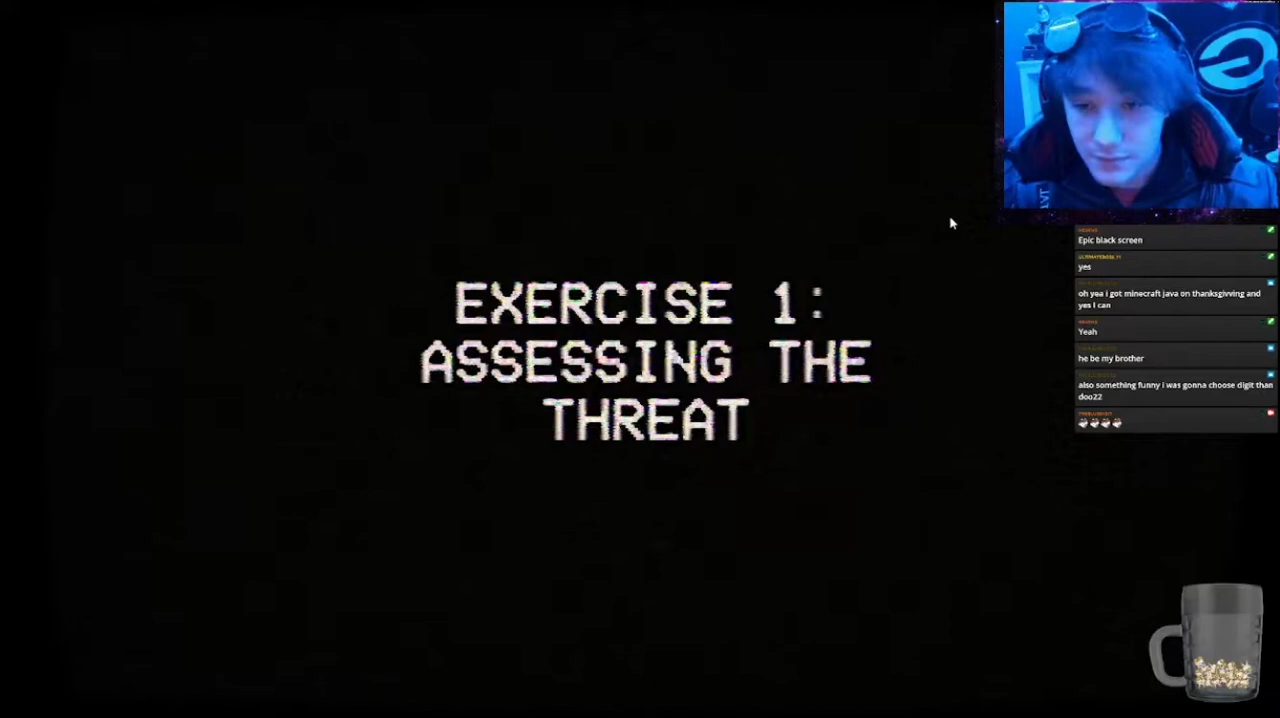 EXERCISE 1:
ASSESSING THE
THREAT
Epic black screen
yes
oh yea i got minecraft java on thanksgivving and
yes I can
Yeah
he be my brother
also something funny i was gonna choose digit than
doo22